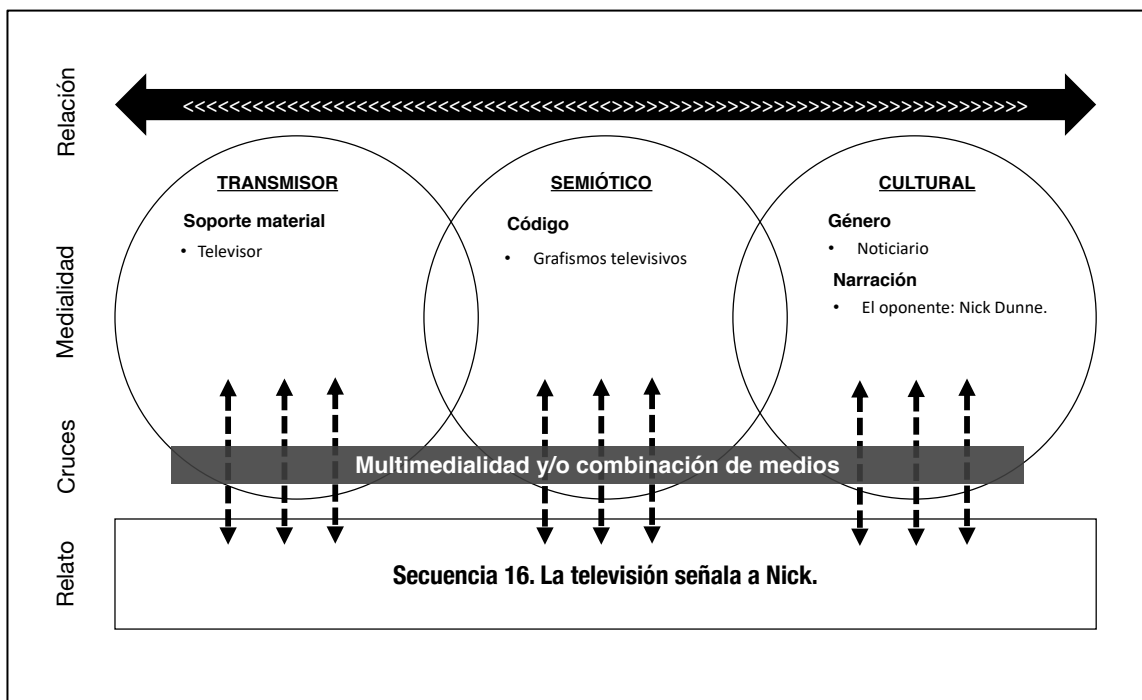 Relación
<<<<<<<<<<<<<<<<<<<<<<<<<<<<<<<<<<<<<<>>>>>>>>>>>>>>>>>>>>>>>>>>>>>>>>>>>>
Medialidad
TRANSMISOR
Soporte material
• Televisor
SEMIÓTICO
Código
• Grafismos televisivos
CULTURAL
Género
• Noticiario
Narración
• El oponente: Nick Dunne.
Cruces
Multimedialidad y/o combinación de medios
Relato
Secuencia 16. La televisión señala a Nick.